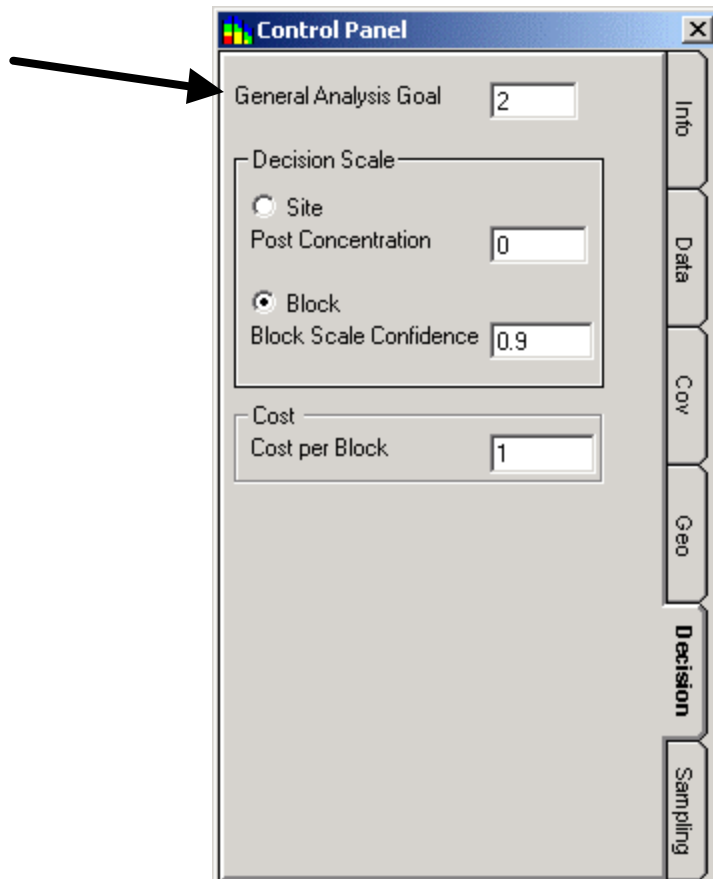 Control Panel
General Analysis Goal 2
Decision Scale
Site
Post Concentration 0
Block
Block Scale Confidence 0.9
Cost
Cost per Block 1
Info
Data
Cov
Geo
Decision
Sampling